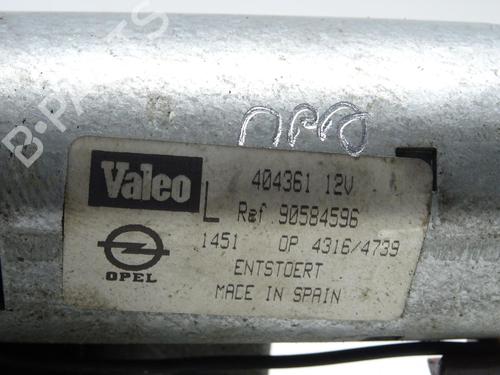 B-PARTS
Valeo
L
404361 12V
Ref 90584596
1451 OP 4316/4739
OPEL
ENTSTOERT
MADE IN SPAIN